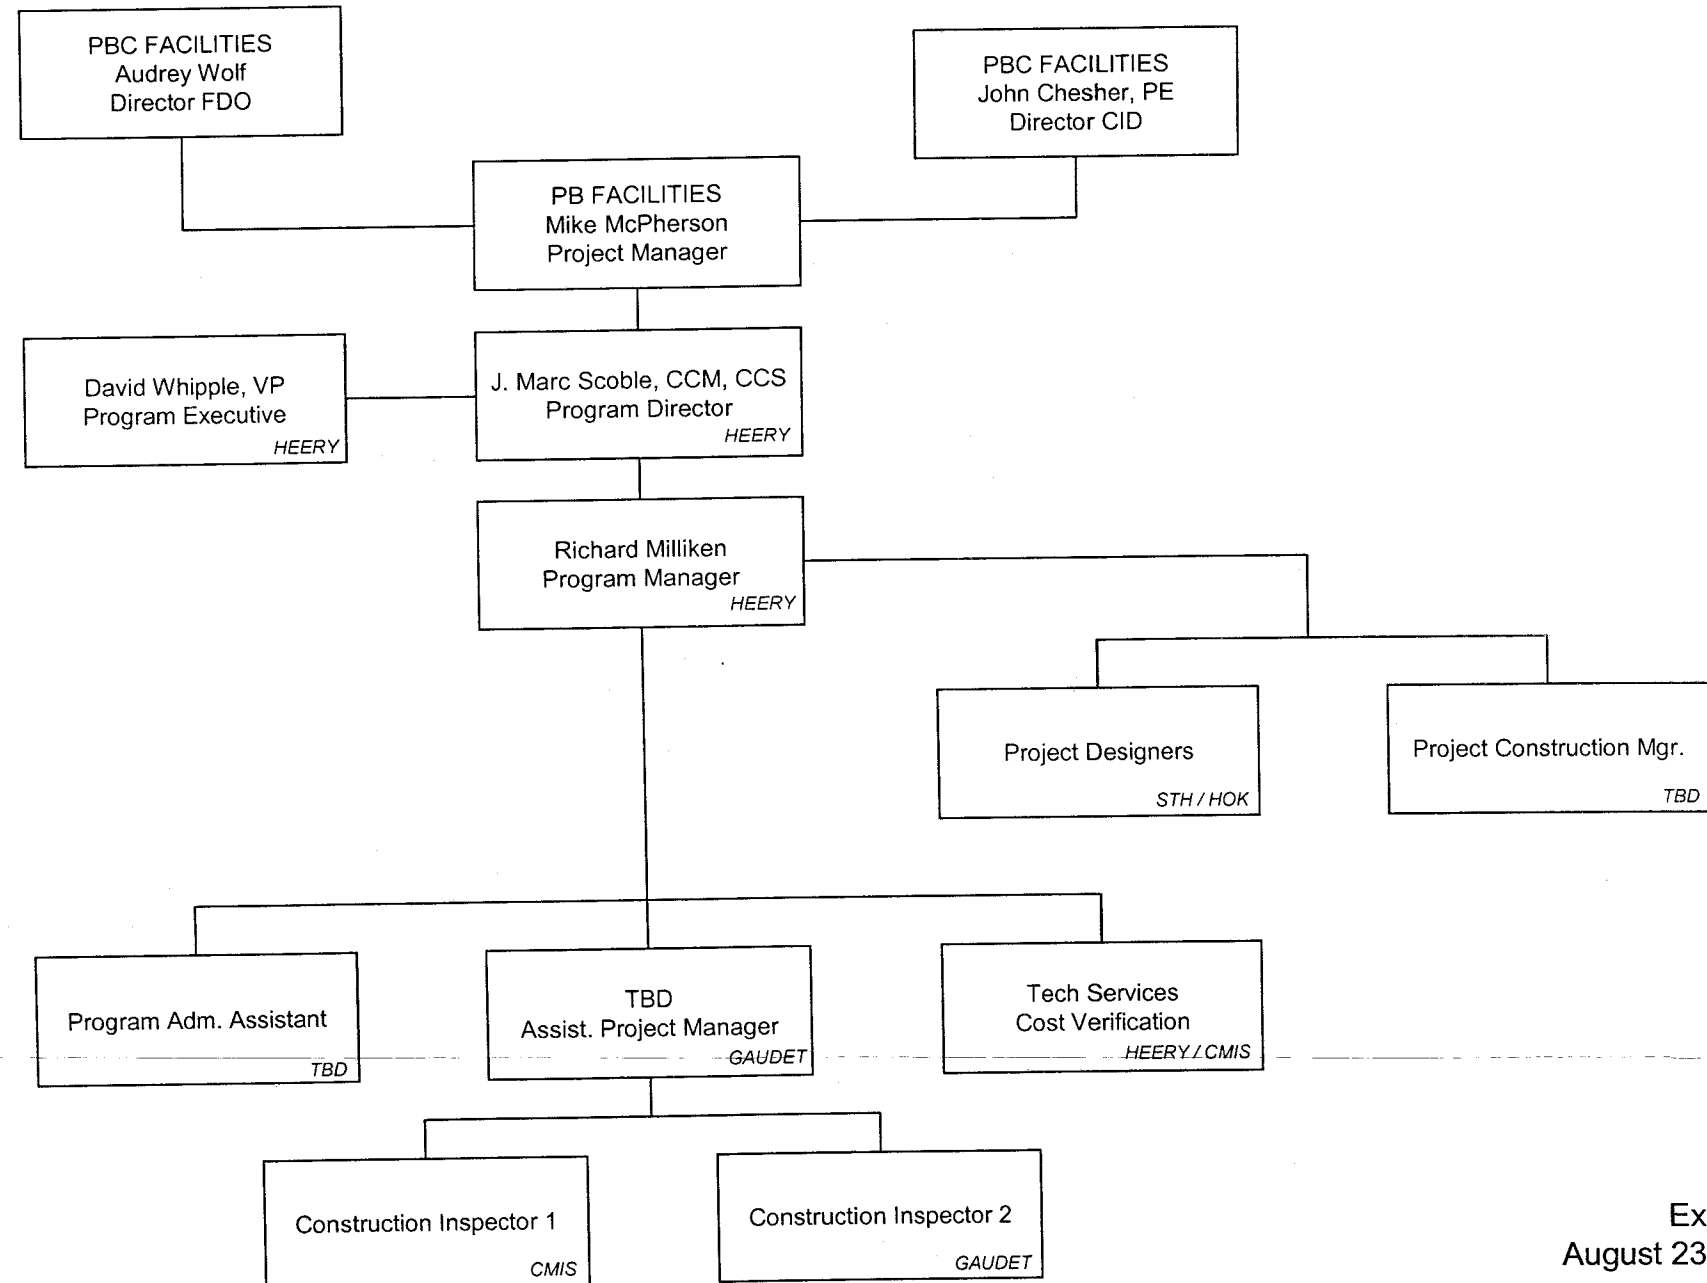 PBC FACILITIES
Audrey Wolf
Director FDO
PBC FACILITIES
John Chesher, PE
Director CID
PB FACILITIES
Mike McPherson
Project Manager
David Whipple, VP
Program Executive
HEERY
J. Marc Scoble, CCM, CCS
Program Director
HEERY
Richard Milliken
Program Manager
HEERY
Project Designers
STH / HOK
Project Construction Mgr.
TBD
Program Adm. Assistant
TBD
TBD
Assist. Project Manager
GAUDET
Tech Services
Cost Verification
HEERY / CMIS
Construction Inspector 1
CMIS
Construction Inspector 2
GAUDET
Ex
August 23